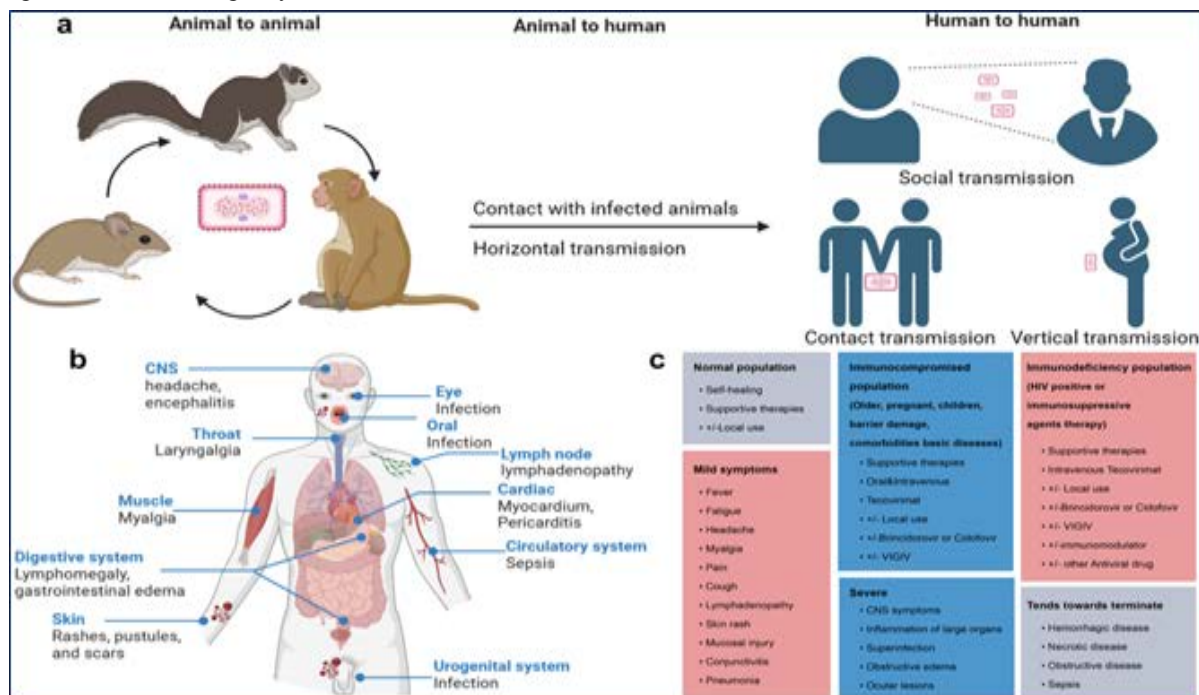 a
Animal to animal
Animal to human
Human to human
Contact with infected animals
Horizontal transmission
Social transmission
Contact transmission
Vertical transmission
b
CNS
headache,
encephalitis
Throat
Laryngalgia
Muscle
Myalgia
Digestive system
Lymphomegaly,
gastrointestinal edema
Skin
Rashes, pustules,
and scars
Eye
Infection
Oral
Infection
Lymph node
lymphadenopathy
Cardiac
Myocardium,
Pericarditis
Circulatory system
Sepsis
Urogenital system
Infection
c
Normal population
• Self-healing
• Supportive therapies
• +/-Local use
Mild symptoms
• Fever
• Fatigue
• Headache
• Myalgia
• Pain
• Cough
• Lymphadenopathy
• Skin rash
• Mucosal injury
• Conjunctivitis
• Pneumonia
Immunocompromised
population
(Older, pregnant, children,
barrier damage,
comorbidities basic diseases)
• Supportive therapies
• Oral&intravenous
• Tecovirimat
• +/- Local use
• +/-Brincidorovir or Cidofovir
• +/- VIGIV
Severe
• CNS symptoms
• Inflammation of large organs
• Superinfection
• Obstructive edema
• Ocular lesions
Immunodeficiency population
(HIV positive or
immunosuppressive
agents therapy)
• Supportive therapies
• Intravenous Tecovirimat
• +/- Local use
• +/-Brincidorovir or Cidofovir
• +/- VIGIV
• +/-immunomodulator
• +/- other Antiviral drug
Tends towards terminate
• Hemorrhagic disease
• Necrotic disease
• Obstructive disease
• Sepsis